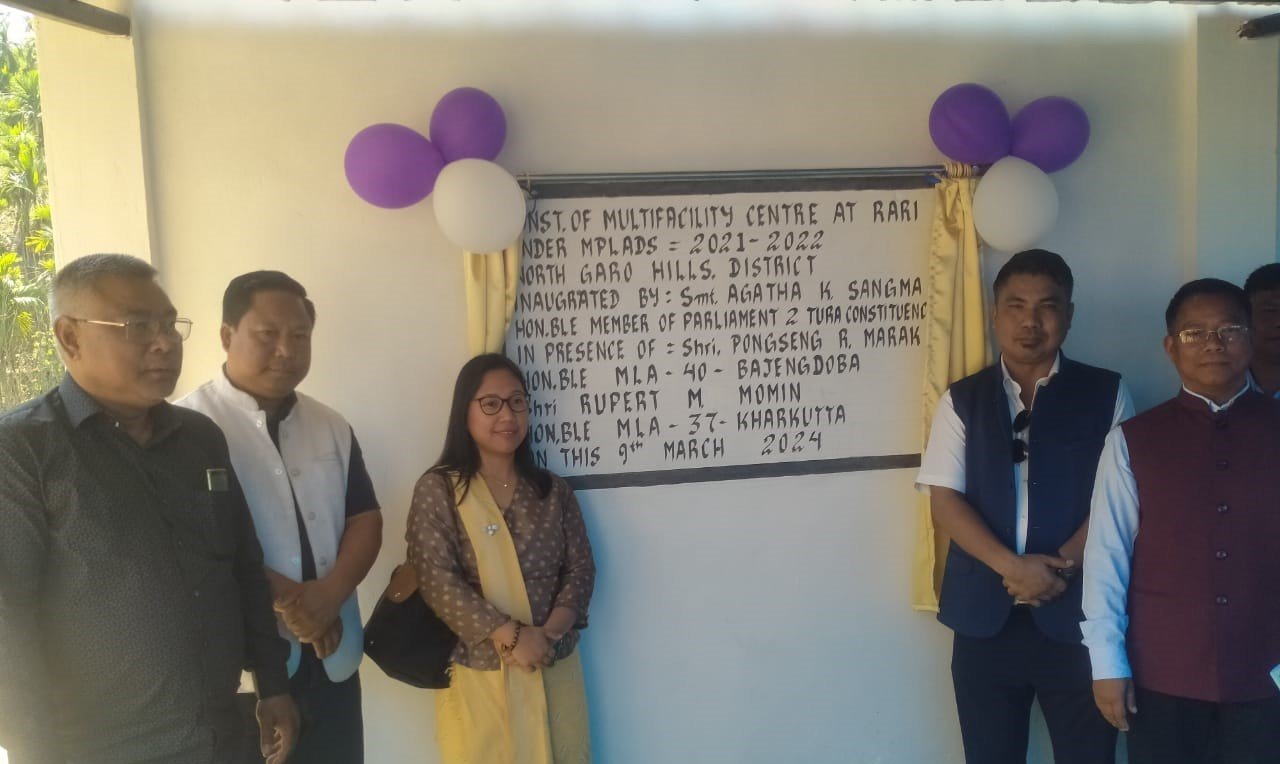 NST. OF MULTIFACILITY CENTRE AT RARI
NDER MPLADS = 2021-2022
NORTH GARO HILLS. DISTRICT
NAUGRATED BY : Smt. AGATHA K. SANGMA
HON.BLE MEMBER OF PARLIAMENT 2 TURA CONSTITUENC
IN PRESENCE OF : Shri. PONGSENG R. MARAK
HON.BLE MLA - 40 - BAJENGDOBA
Shri RUPERT M. MOMIN
HON,BLE MLA - 37 - KHARKUTTA
ON THIS 9th MARCH 2024